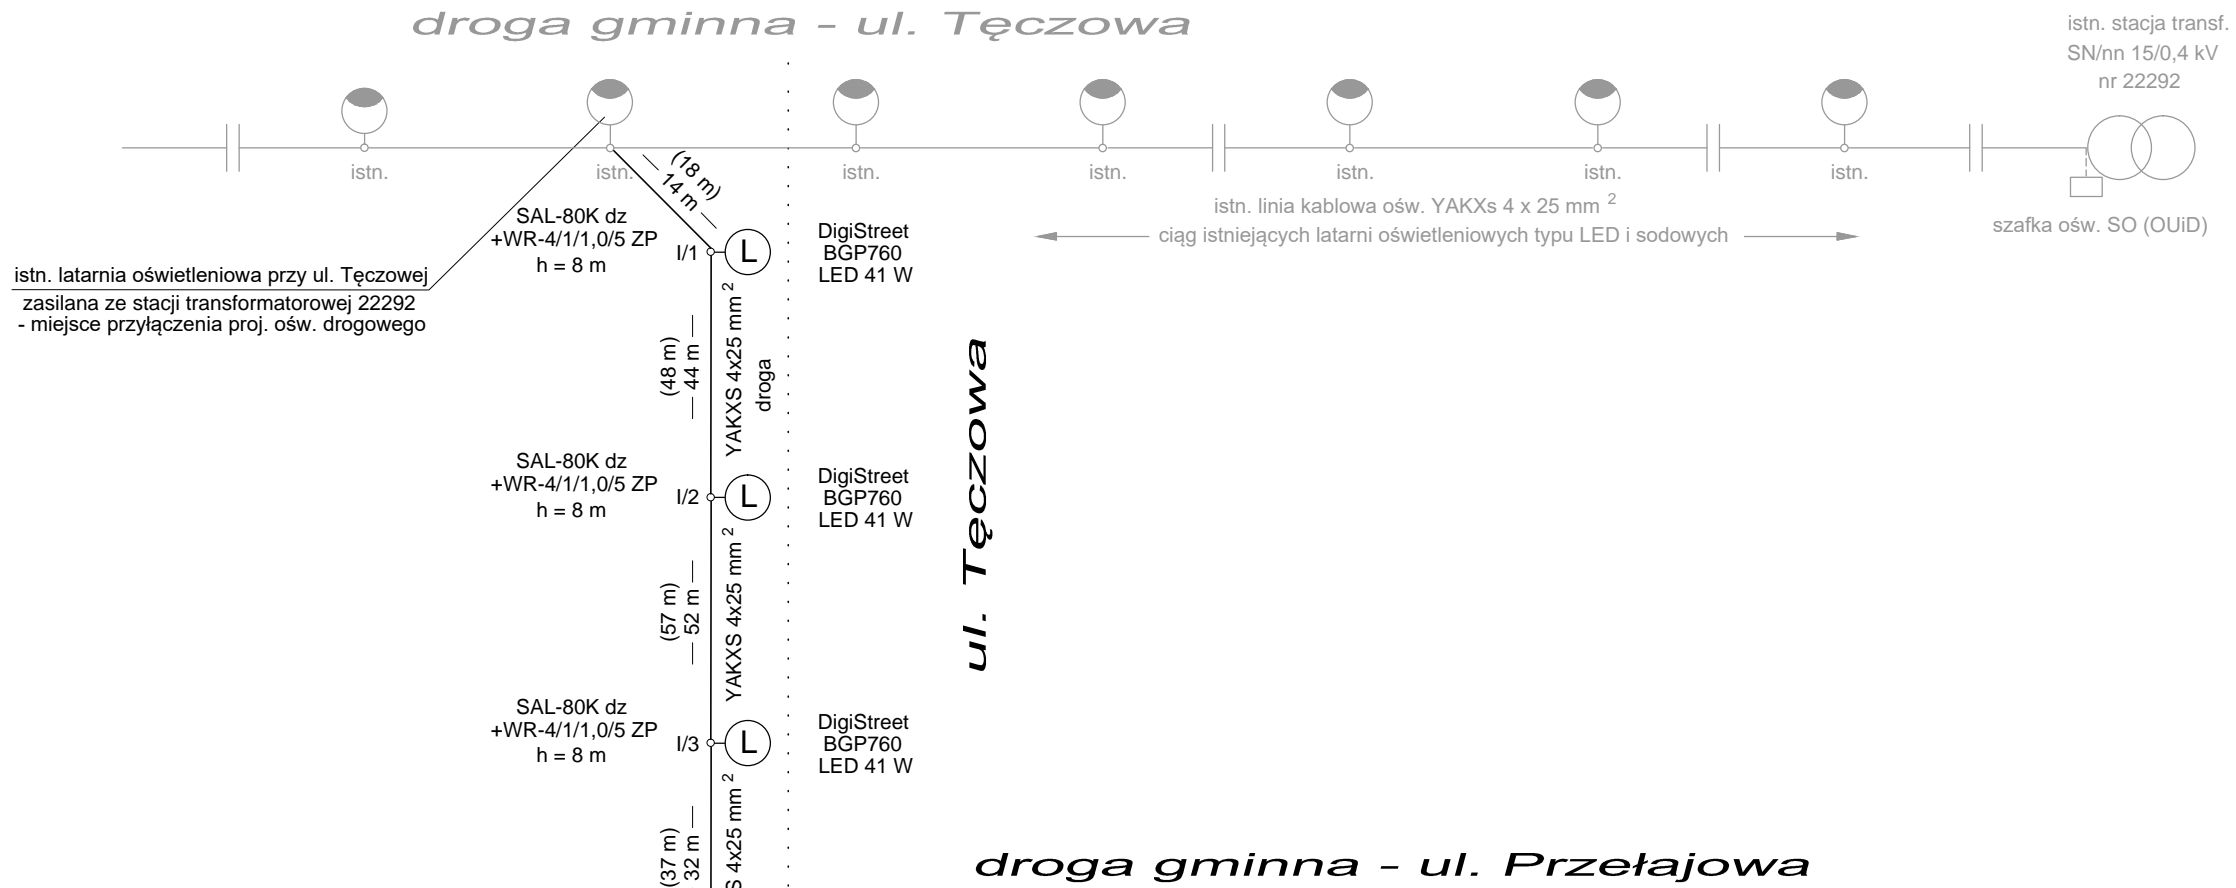 droga gminna - ul. Tęczowa
istn. stacja transf.
SN/nn 15/0,4 kV
nr 22292
istn.
istn.
istn.
istn.
istn.
istn.
istn.
istn. linia kablowa ośw. YAKXs 4 x 25 mm 2
ciąg istniejących latarni oświetleniowych typu LED i sodowych
szafka ośw. SO (OUiD)
(18 m)
14 m
istn. latarnia oświetleniowa przy ul. Tęczowej
zasilana ze stacji transformatorowej 22292
- miejsce przyłączenia proj. ośw. drogowego
SAL-80K dz
+WR-4/1/1,0/5 ZP
h = 8 m
I/1
L
DigiStreet
BGP760
LED 41 W
(48 m)
44 m
YAKXS 4x25 mm 2
droga
ul. Tęczowa
SAL-80K dz
+WR-4/1/1,0/5 ZP
h = 8 m
I/2
L
DigiStreet
BGP760
LED 41 W
(57 m)
52 m
YAKXS 4x25 mm 2
SAL-80K dz
+WR-4/1/1,0/5 ZP
h = 8 m
I/3
L
DigiStreet
BGP760
LED 41 W
(37 m)
32 m
S 4x25 mm 2
droga gminna - ul. Przełajowa